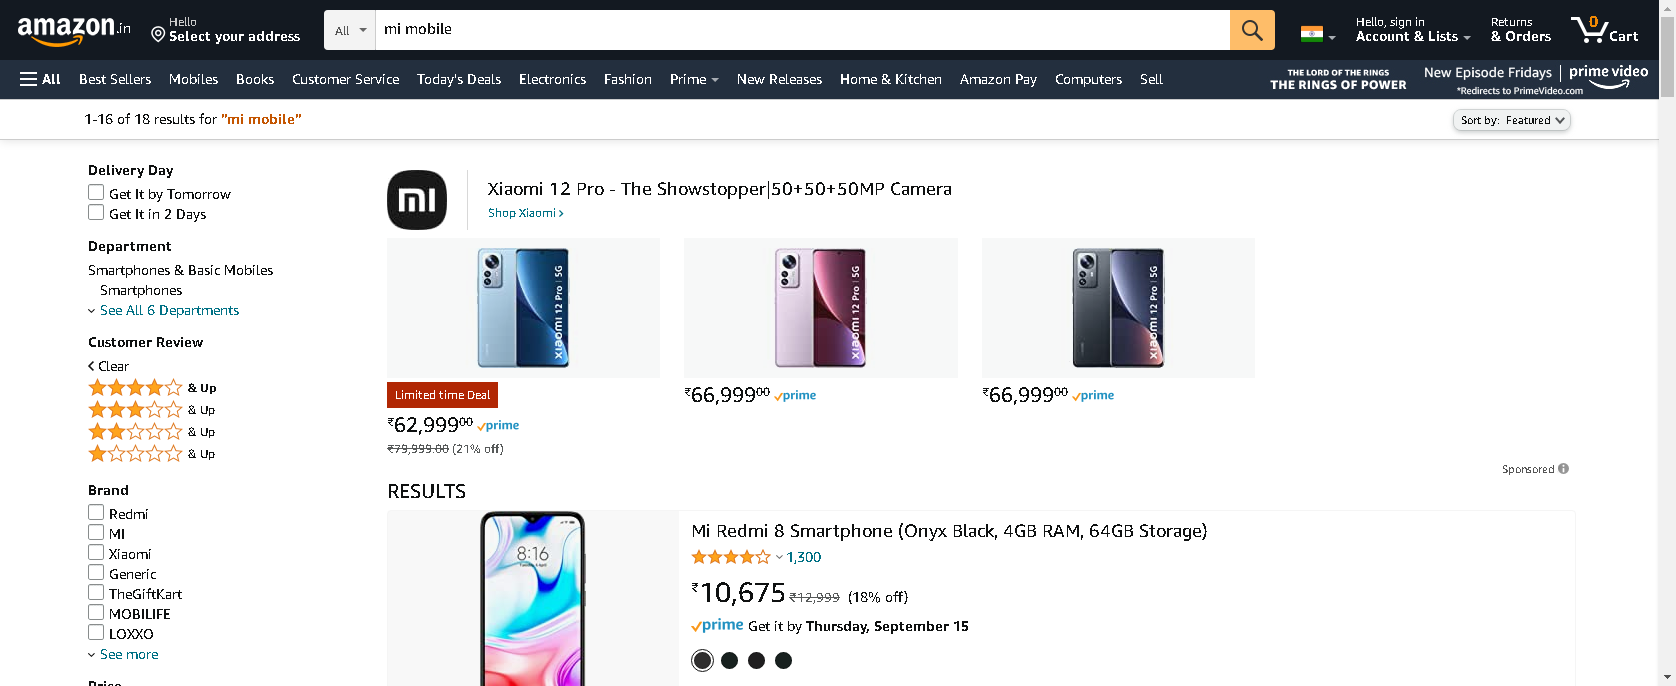 amazon.in
Hello
Select your address
All
mi mobile
Hello, sign in
Account & Lists
Returns
& Orders
0
Cart
All
Best Sellers
Mobiles
Books
Customer Service
Today's Deals
Electronics
Fashion
Prime
New Releases
Home & Kitchen
Amazon Pay
Computers
Sell
THE LORD OF THE RINGS
THE RINGS OF POWER
New Episode Fridays
prime video
*Redirects to PrimeVideo.com
1-16 of 18 results for "mi mobile"
Sort by: Featured
Delivery Day
Get It by Tomorrow
Get It in 2 Days
Department
Smartphones & Basic Mobiles
Smartphones
See All 6 Departments
Customer Review
Clear
& Up
& Up
& Up
& Up
Brand
Redmi
MI
Xiaomi
Generic
TheGiftKart
MOBILIFE
LOXXO
See more
Price
mi
Xiaomi 12 Pro - The Showstopper|50+50+50MP Camera
Shop Xiaomi
Xiaomi 12 Pro | 5G
Xiaomi 12 Pro | 5G
Xiaomi 12 Pro | 5G
Limited time Deal
₹62,99900 prime
₹79,999.00 (21% off)
₹66,99900 prime
₹66,99900 prime
Sponsored
RESULTS
8:16
Mi Redmi 8 Smartphone (Onyx Black, 4GB RAM, 64GB Storage)
1,300
₹10,675 ₹12,999 (18% off)
prime Get it by Thursday, September 15